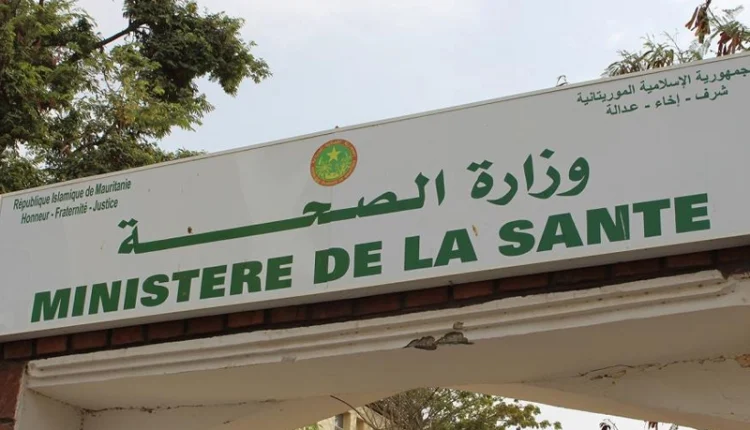 الجمهورية الإسلامية الموريتانية
شرف - إخاء - عدالة
République Islamique de Mauritanie
Honneur - Fraternité - Justice
وزارة الصحة
MINISTERE DE LA SANTE